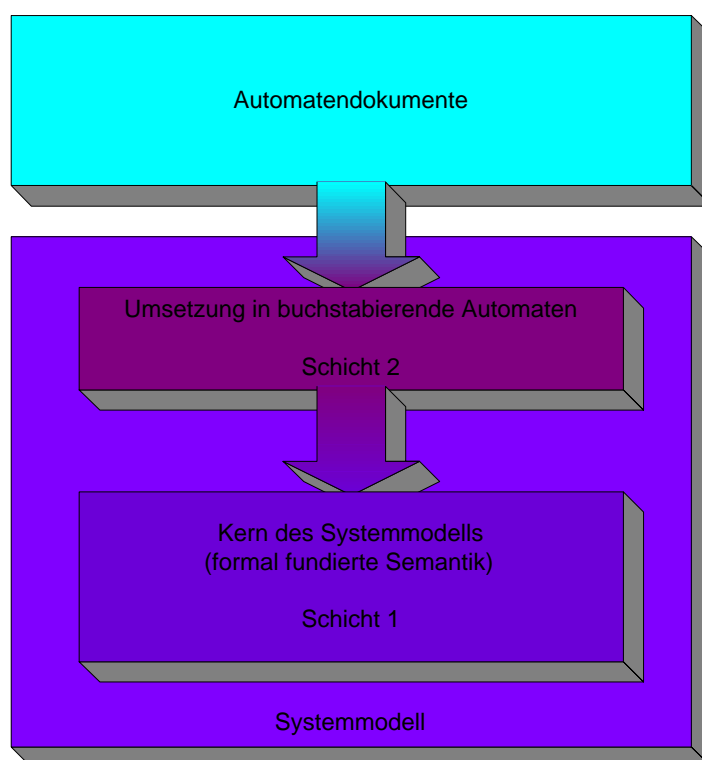 Automatendokumente
Umsetzung in buchstabierende Automaten
Schicht 2
Kern des Systemmodells
(formal fundierte Semantik)
Schicht 1
Systemmodell